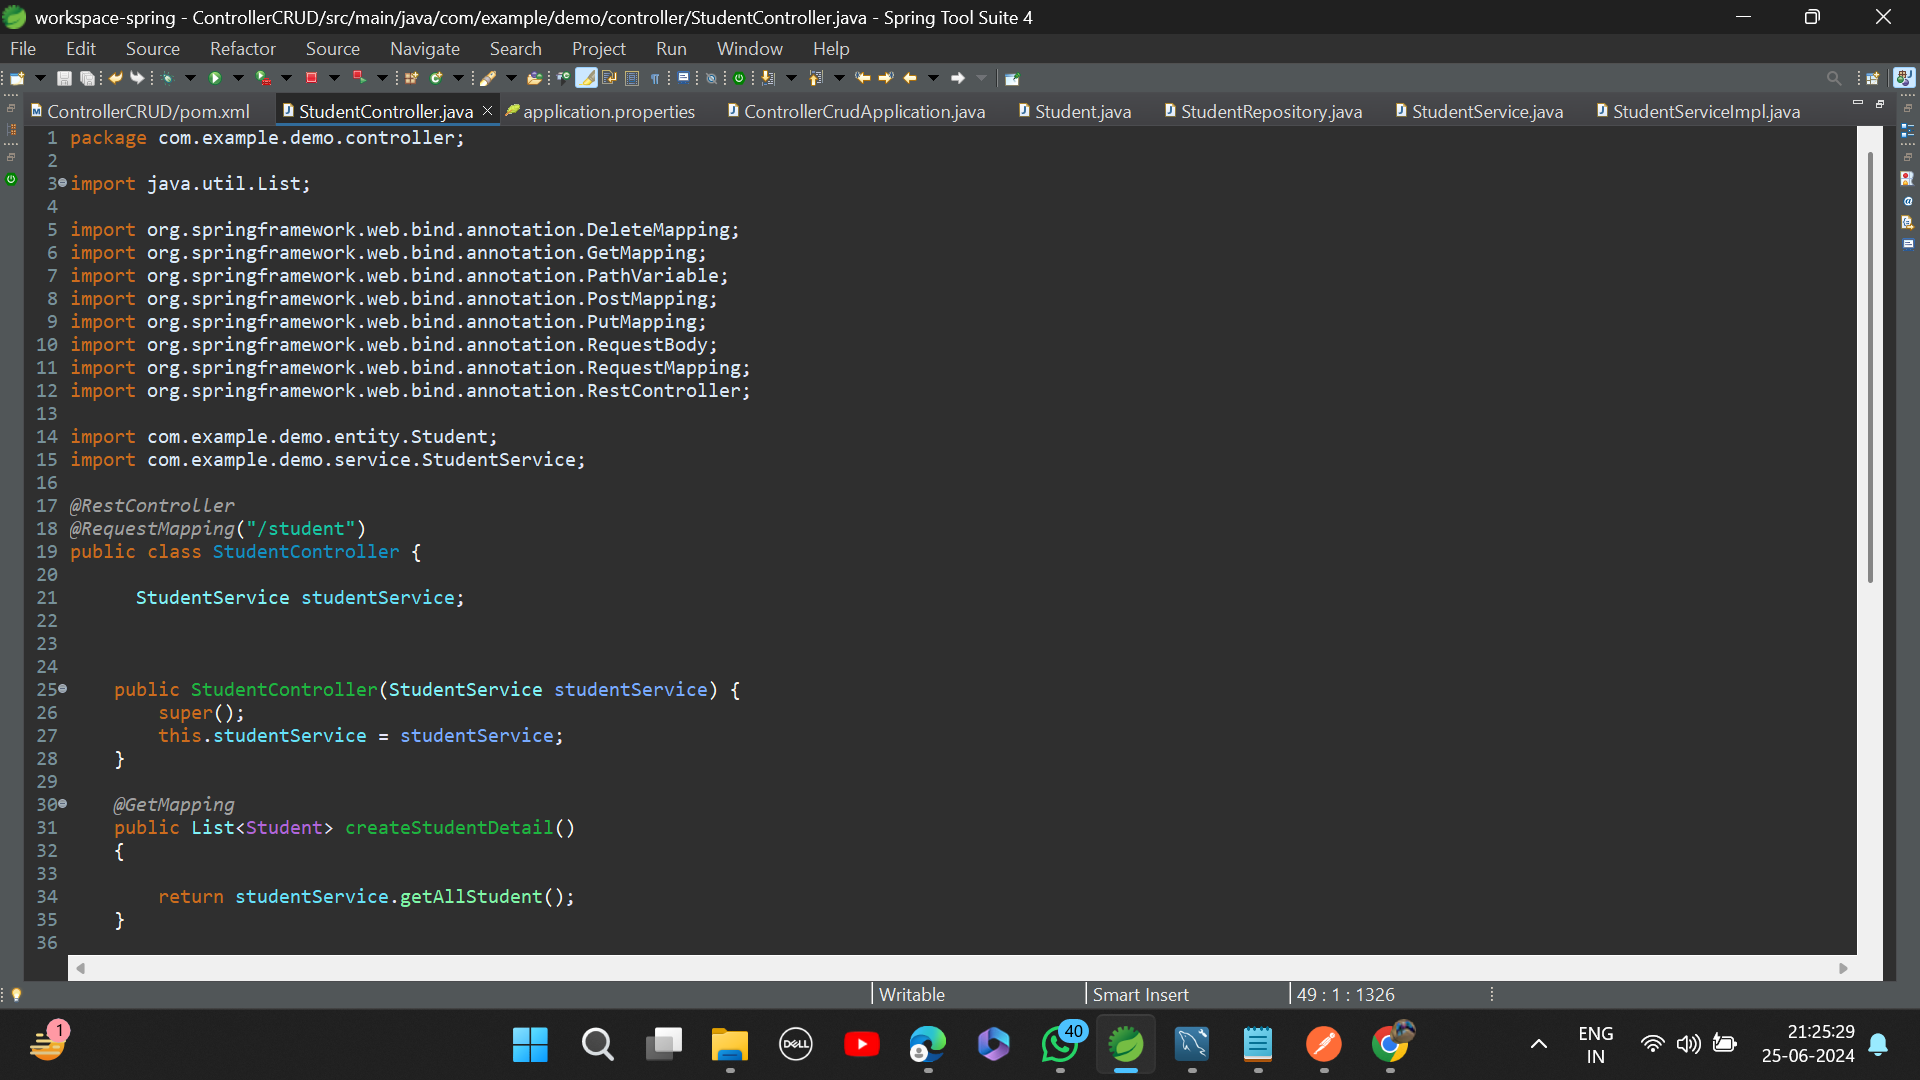 workspace-spring - ControllerCRUD/src/main/java/com/example/demo/controller/StudentController.java - Spring Tool Suite 4
File Edit Source Refactor Source Navigate Search Project Run Window Help
ControllerCRUD/pom.xml StudentController.java application.properties ControllerCrudApplication.java Student.java StudentRepository.java StudentService.java StudentServiceImpl.java
1 package com.example.demo.controller;
2
3 import java.util.List;
4
5 import org.springframework.web.bind.annotation.DeleteMapping;
6 import org.springframework.web.bind.annotation.GetMapping;
7 import org.springframework.web.bind.annotation.PathVariable;
8 import org.springframework.web.bind.annotation.PostMapping;
9 import org.springframework.web.bind.annotation.PutMapping;
10 import org.springframework.web.bind.annotation.RequestBody;
11 import org.springframework.web.bind.annotation.RequestMapping;
12 import org.springframework.web.bind.annotation.RestController;
13
14 import com.example.demo.entity.Student;
15 import com.example.demo.service.StudentService;
16
17 @RestController
18 @RequestMapping("/student")
19 public class StudentController {
20
21 StudentService studentService;
22
23
24
25 public StudentController(StudentService studentService) {
26 super();
27 this.studentService = studentService;
28 }
29
30 @GetMapping
31 public List<Student> createStudentDetail()
32 {
33
34 return studentService.getAllStudent();
35 }
36
Writable Smart Insert 49 : 1 : 1326
1
DELL
40
ENG
IN
21:25:29
25-06-2024